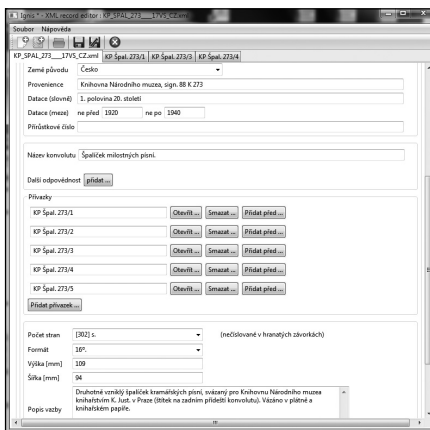 Ignis * - XML record editor : KP_SPAL_273___17VS_CZ.xml
Soubor Nápověda
KP_SPAL_273___17VS_CZ.xml KP Špal. 273/1 KP Špal. 273/3 KP Špal. 273/4
Země původu Česko
Provenience Knihovna Národního muzea, sign. 88 K 273
Datace (slovně) 1. polovina 20. století
Datace (meze) ne před 1920 ne po 1940
Přírůstkové číslo
Název konvolutu Špalíček milostných písní.
Další odpovědnost přidat ...
Přívazky
KP Špal. 273/1 Otevřít ... Smazat ... Přidat před ...
KP Špal. 273/2 Otevřít ... Smazat ... Přidat před ...
KP Špal. 273/3 Otevřít ... Smazat ... Přidat před ...
KP Špal. 273/4 Otevřít ... Smazat ... Přidat před ...
KP Špal. 273/5 Otevřít ... Smazat ... Přidat před ...
Přidat přívazek ...
Počet stran [302] s. (nečíslované v hranatých závorkách)
Formát 16°.
Výška [mm] 109
Šířka [mm] 94
Druhotně vzniklý špalíček kramářských písní, svázaný pro Knihovnu Národního muzea
knihařstvím K. Just. v Praze (štítek na zadním přídeští konvolutu). Vázáno v plátně a
Popis vazby knihařském papíře.